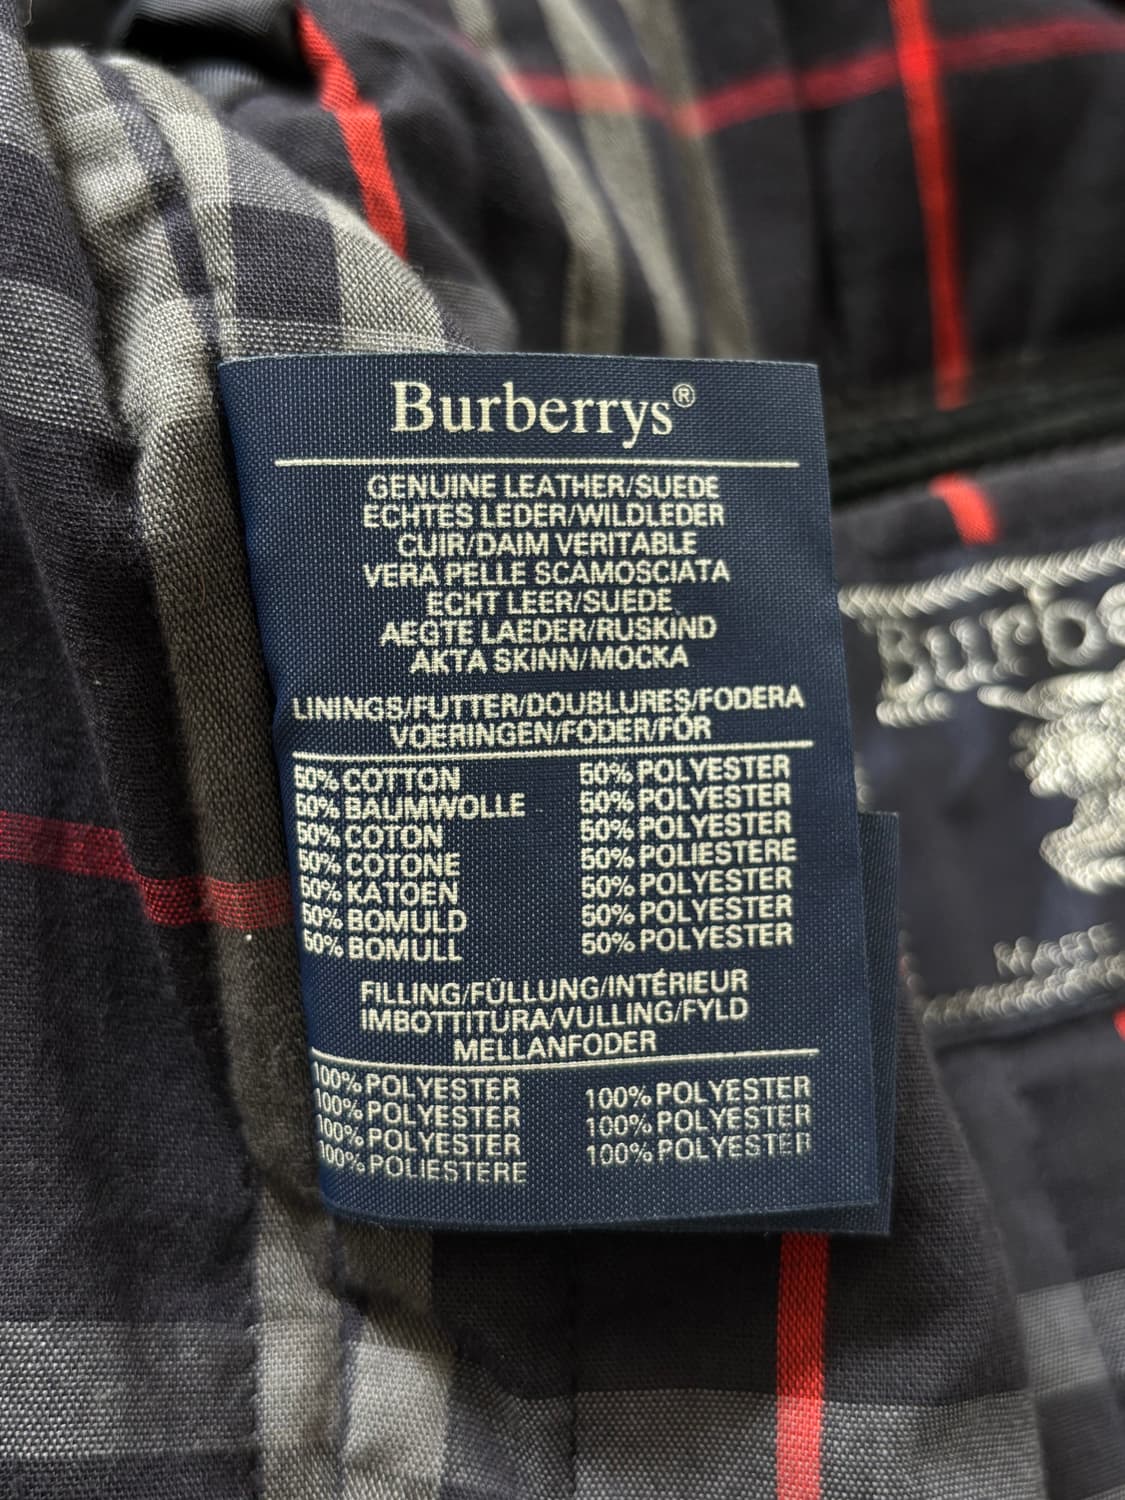 Burberrys®
GENUINE LEATHER/SUEDE
ECHTES LEDER/WILDLEDER
CUIR/DAIM VERITABLE
VERA PELLE SCAMOSCIATA
ECHT LEER/SUEDE
AEGTE LAEDER/RUSKIND
AKTA SKINN/MOCKA
LININGS/FUTTER/DOUBLURES/FODERA
VOERINGEN/FODER/FÖR
50% COTTON 50% POLYESTER
50% BAUMWOLLE 50% POLYESTER
50% COTON 50% POLYESTER
50% COTONE 50% POLIESTERE
50% KATOEN 50% POLYESTER
50% BOMULD 50% POLYESTER
50% BOMULL 50% POLYESTER
FILLING/FÜLLUNG/INTÉRIEUR
IMBOTTITURA/VULLING/FYLD
MELLANFODER
100% POLYESTER 100% POLYESTER
100% POLYESTER 100% POLYESTER
100% POLYESTER 100% POLYESTER
100% POLIESTERE
Burbe